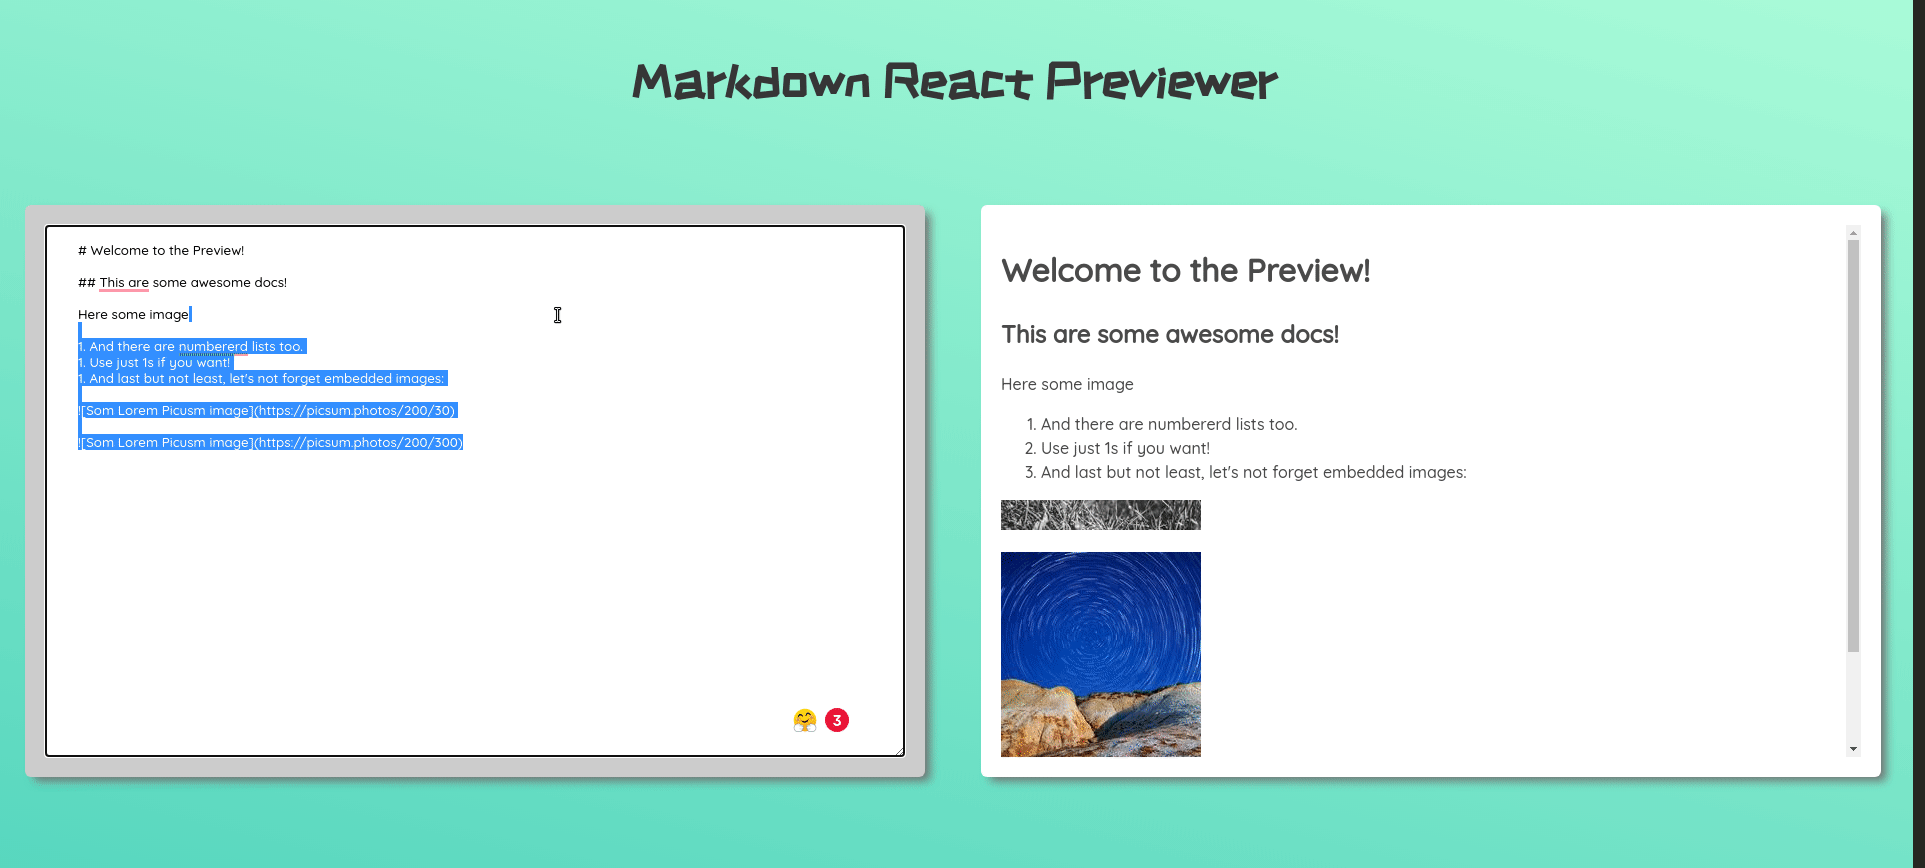 Markdown React Previewer
# Welcome to the Preview!
## This are some awesome docs!
Here some image
1. And there are numbererd lists too.
1. Use just 1s if you want!
1. And last but not least, let's not forget embedded images:
![Som Lorem Picusm image](https://picsum.photos/200/30)
![Som Lorem Picusm image](https://picsum.photos/200/300)
3
Welcome to the Preview!
This are some awesome docs!
Here some image
1. And there are numbererd lists too.
2. Use just 1s if you want!
3. And last but not least, let's not forget embedded images: